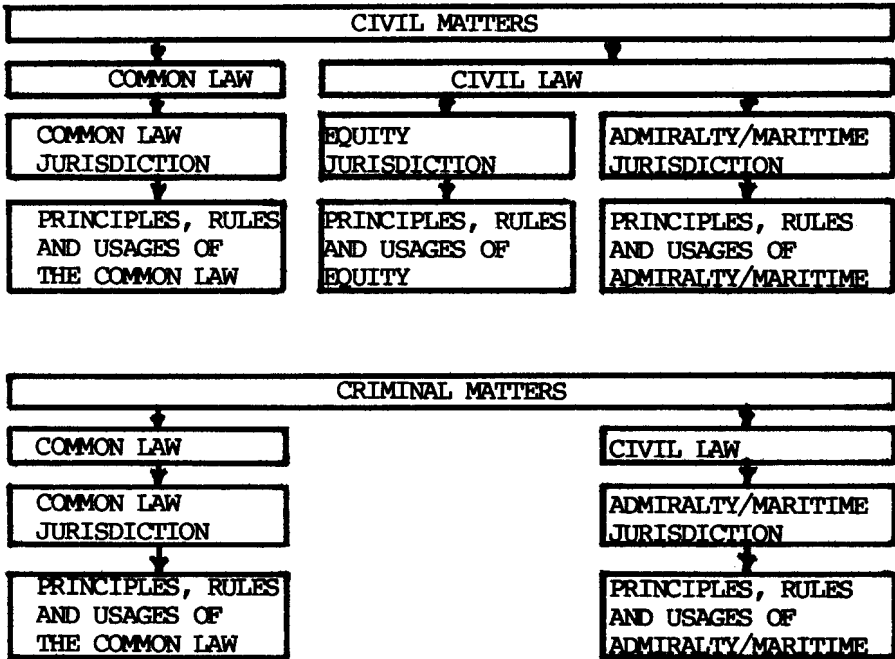 CIVIL MATTERS
COMMON LAW
CIVIL LAW
COMMON LAW
JURISDICTION
EQUITY
JURISDICTION
ADMIRALTY/MARITIME
JURISDICTION
PRINCIPLES, RULES
AND USAGES OF
THE COMMON LAW
PRINCIPLES, RULES
AND USAGES OF
EQUITY
PRINCIPLES, RULES
AND USAGES OF
ADMIRALTY/MARITIME
CRIMINAL MATTERS
COMMON LAW
CIVIL LAW
COMMON LAW
JURISDICTION
ADMIRALTY/MARITIME
JURISDICTION
PRINCIPLES, RULES
AND USAGES OF
THE COMMON LAW
PRINCIPLES, RULES
AND USAGES OF
ADMIRALTY/MARITIME